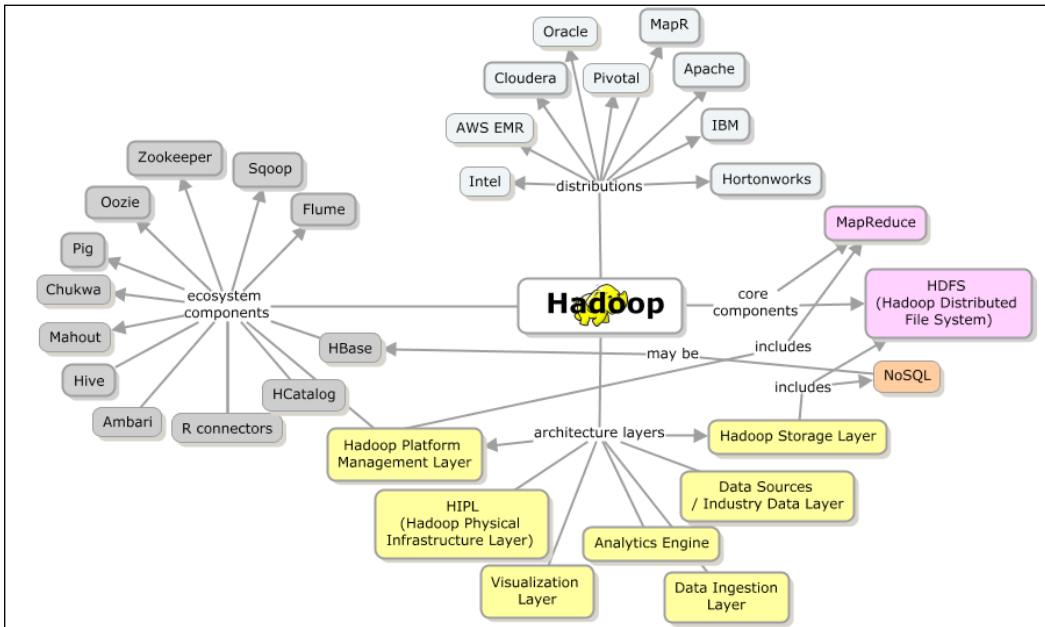 MapR
Oracle
Cloudera
Pivotal
Apache
AWS EMR
IBM
Intel
distributions
Hortonworks
Zookeeper
Sqoop
Oozie
Flume
Pig
Chukwa
ecosystem
components
Mahout
Hive
Ambari
R connectors
HCatalog
HBase
Hadoop
core
components
MapReduce
HDFS
(Hadoop Distributed
File System)
may be
includes
includes
NoSQL
architecture layers
Hadoop Platform
Management Layer
Hadoop Storage Layer
HIPL
(Hadoop Physical
Infrastructure Layer)
Data Sources
/ Industry Data Layer
Analytics Engine
Visualization
Layer
Data Ingestion
Layer